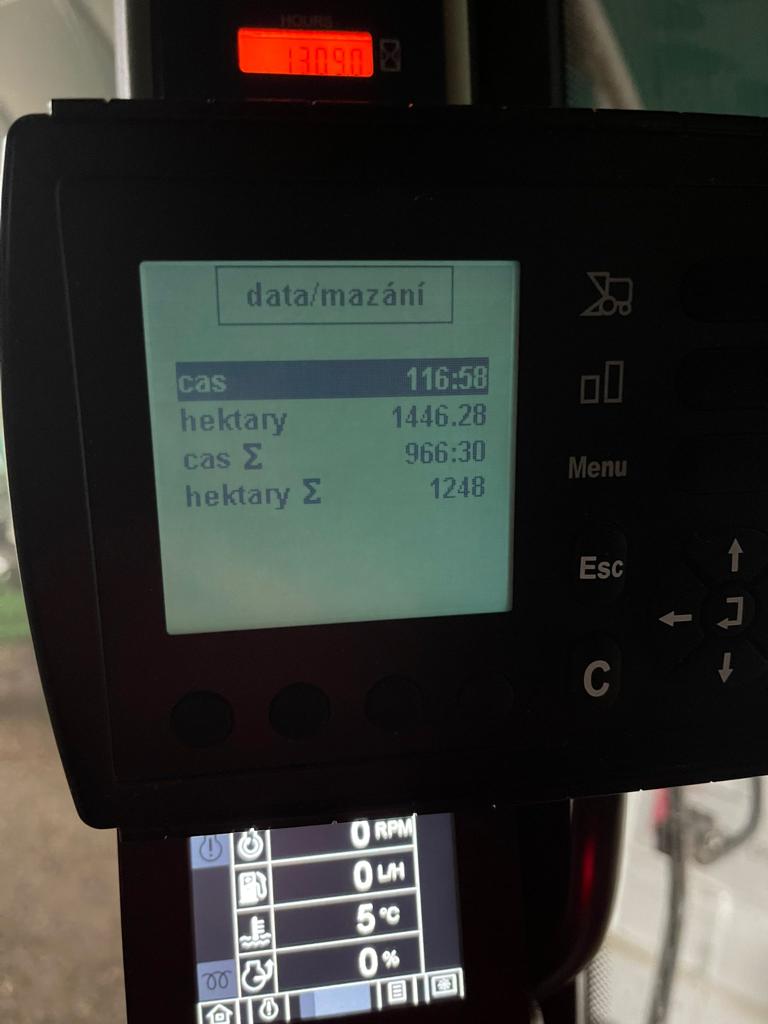 HOURS
1309.0
data/mazání
cas 116:58
hektary 1446.28
cas Σ 966:30
hektary Σ 1248
Menu
Esc
C
0 RPM
0 L/H
5 °C
0 %